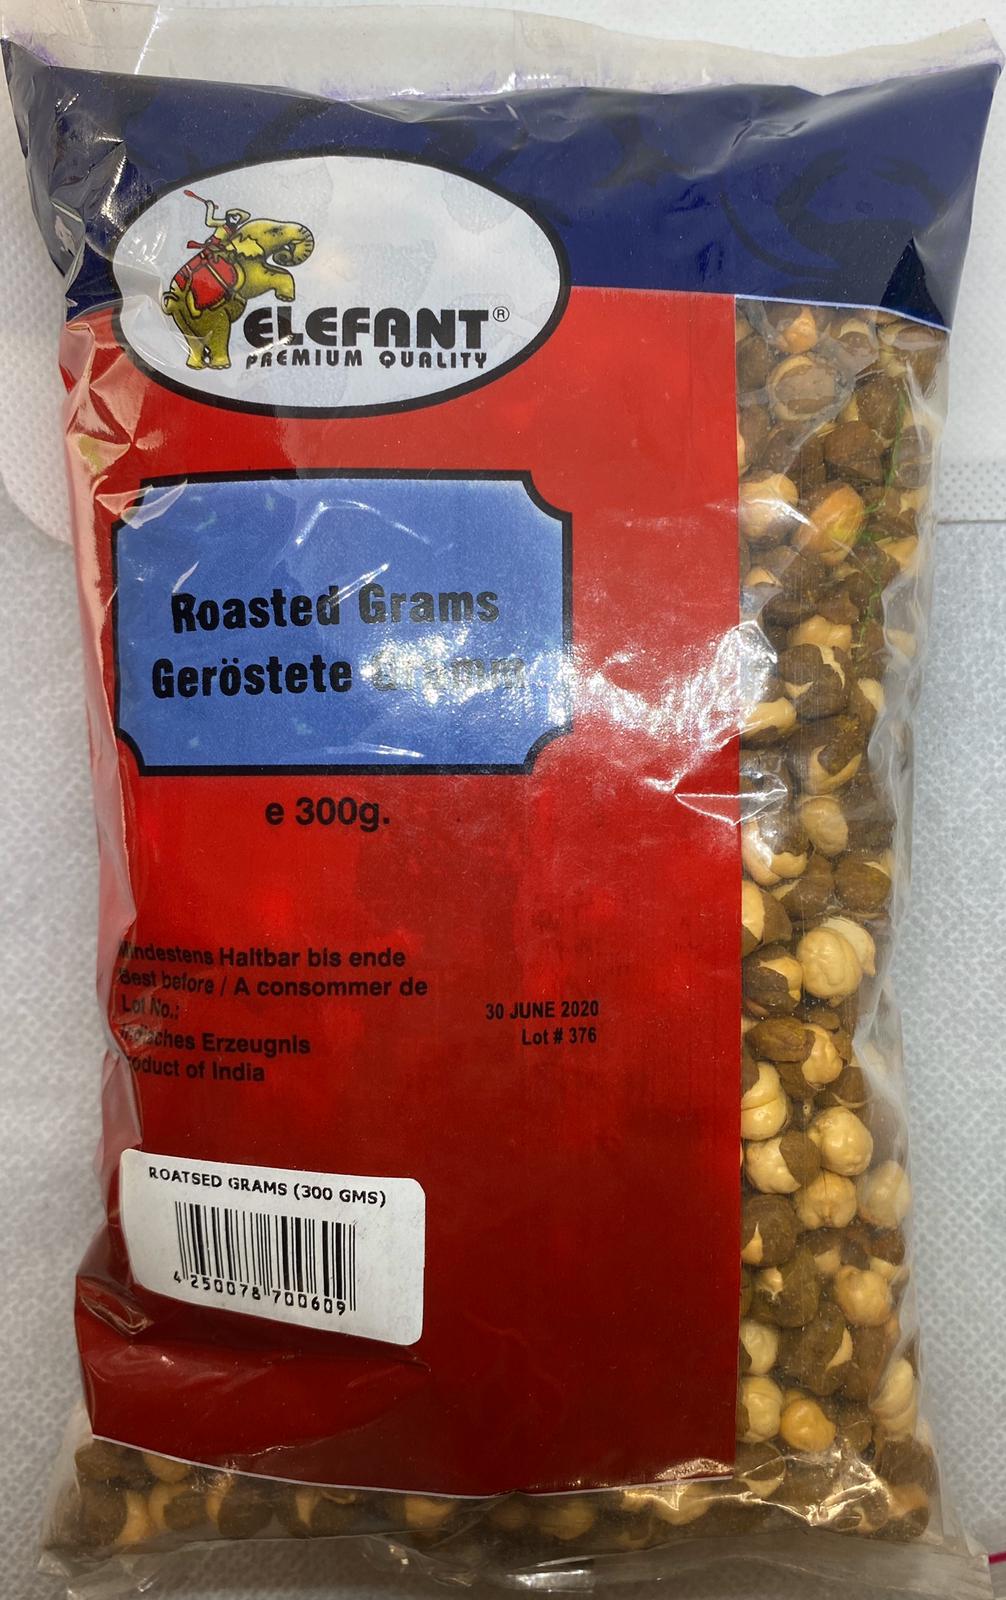 ELEFANT®
PREMIUM QUALITY
Roasted Grams
Geröstete Gramm
e 300g.
Mindestens Haltbar bis ende
Best before / A consommer de
Lot No.:
30 JUNE 2020
Lot # 376
Indisches Erzeugnis
Product of India
ROATSED GRAMS (300 GMS)
4 250078 700609